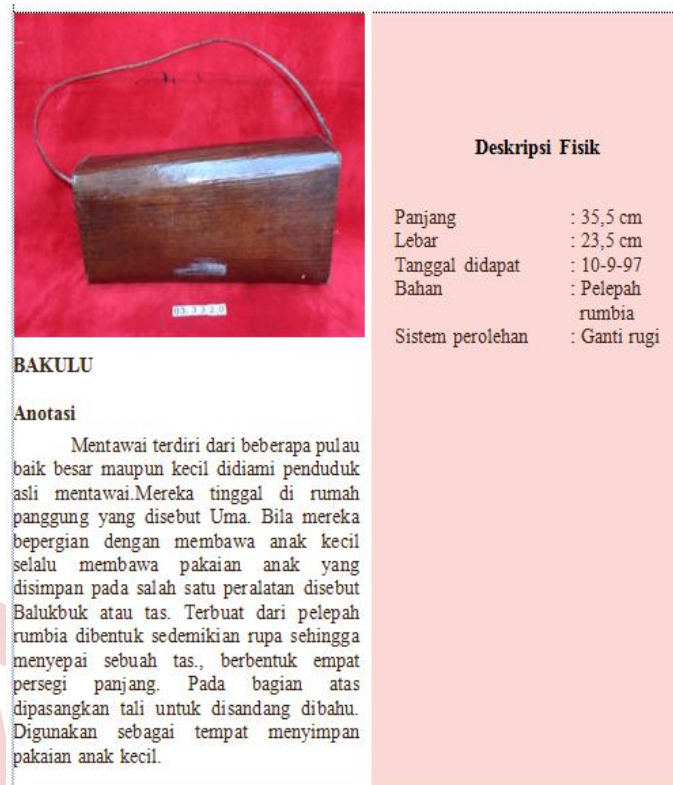 03.3320
BAKULU
Anotasi
Mentawai terdiri dari beberapa pulau
baik besar maupun kecil didiami penduduk
asli mentawai.Mereka tinggal di rumah
panggung yang disebut Uma. Bila mereka
bepergian dengan membawa anak kecil
selalu membawa pakaian anak yang
disimpan pada salah satu peralatan disebut
Balukbuk atau tas. Terbuat dari pelepah
rumbia dibentuk sedemikian rupa sehingga
menyepai sebuah tas., berbentuk empat
persegi panjang. Pada bagian atas
dipasangkan tali untuk disandang dibahu.
Digunakan sebagai tempat menyimpan
pakaian anak kecil.
Deskripsi Fisik
Panjang : 35,5 cm
Lebar : 23,5 cm
Tanggal didapat : 10-9-97
Bahan : Pelepah
rumbia
Sistem perolehan : Ganti rugi